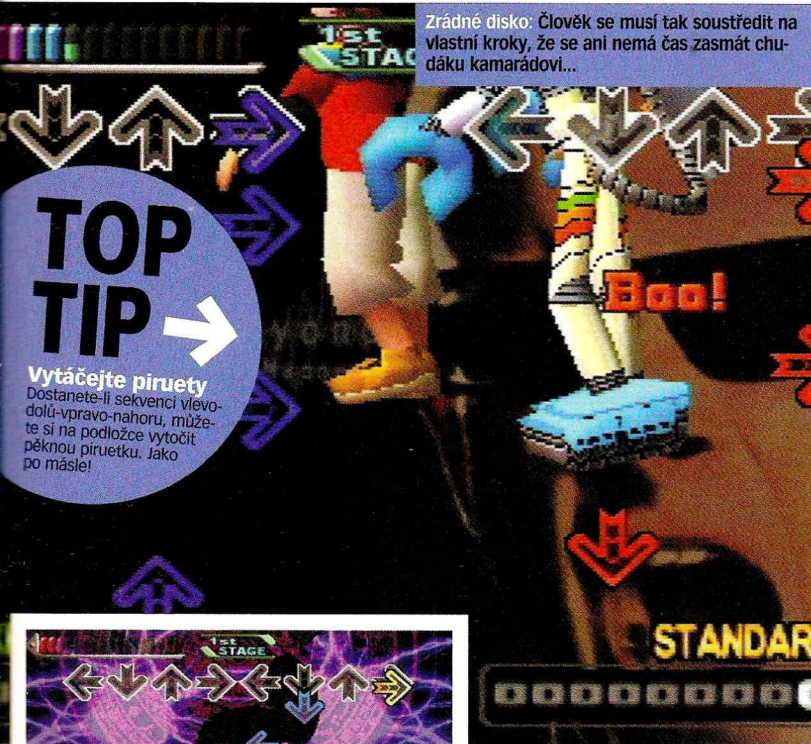 Zrádné disko: Člověk se musí tak soustředit na
vlastní kroky, že se ani nemá čas zasmát chu-
dáku kamarádovi...
1st
STAG
TOP
TIP
Vytáčejte piruety
Dostanete-li sekvenci vlevo-
dolů-vpravo-nahoru, může-
te si na podložce vytočit
pěknou piruetku. Jako
po másle!
Boo!
STANDAR
1st
STAGE